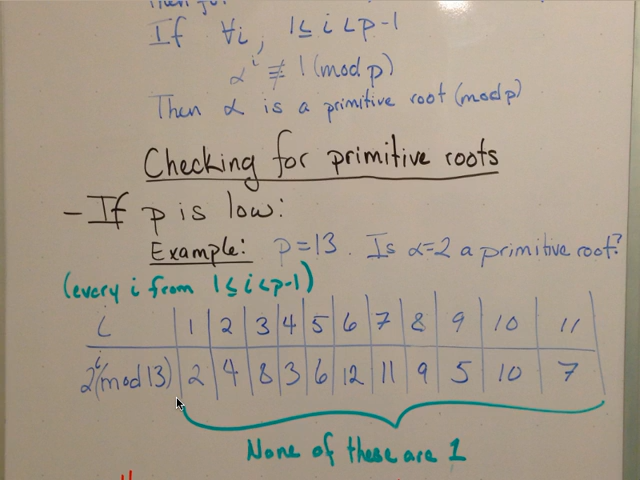 If ∀i, 1 ≤ i < p-1
α^i ≢ 1 (mod p)
Then α is a primitive root (mod p)
Checking for primitive roots
- If p is low:
Example: p=13. Is α=2 a primitive root?
(every i from 1 ≤ i < p-1)
i 1 2 3 4 5 6 7 8 9 10 11
2^i (mod 13) 2 4 8 3 6 12 11 9 5 10 7
None of these are 1